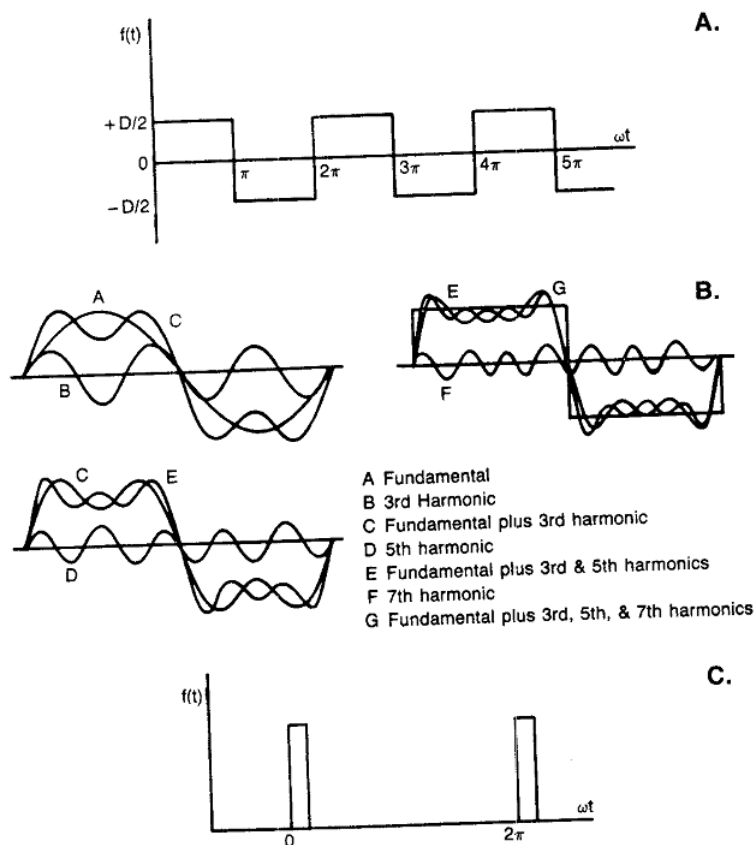 A.
f(t)
+ D/2
0
− D/2
π
2π
3π
4π
5π
ωt
B.
A
B
C
E
F
G
C
D
E
A Fundamental
B 3rd Harmonic
C Fundamental plus 3rd harmonic
D 5th harmonic
E Fundamental plus 3rd & 5th harmonics
F 7th harmonic
G Fundamental plus 3rd, 5th, & 7th harmonics
C.
f(t)
0
2π
ωt